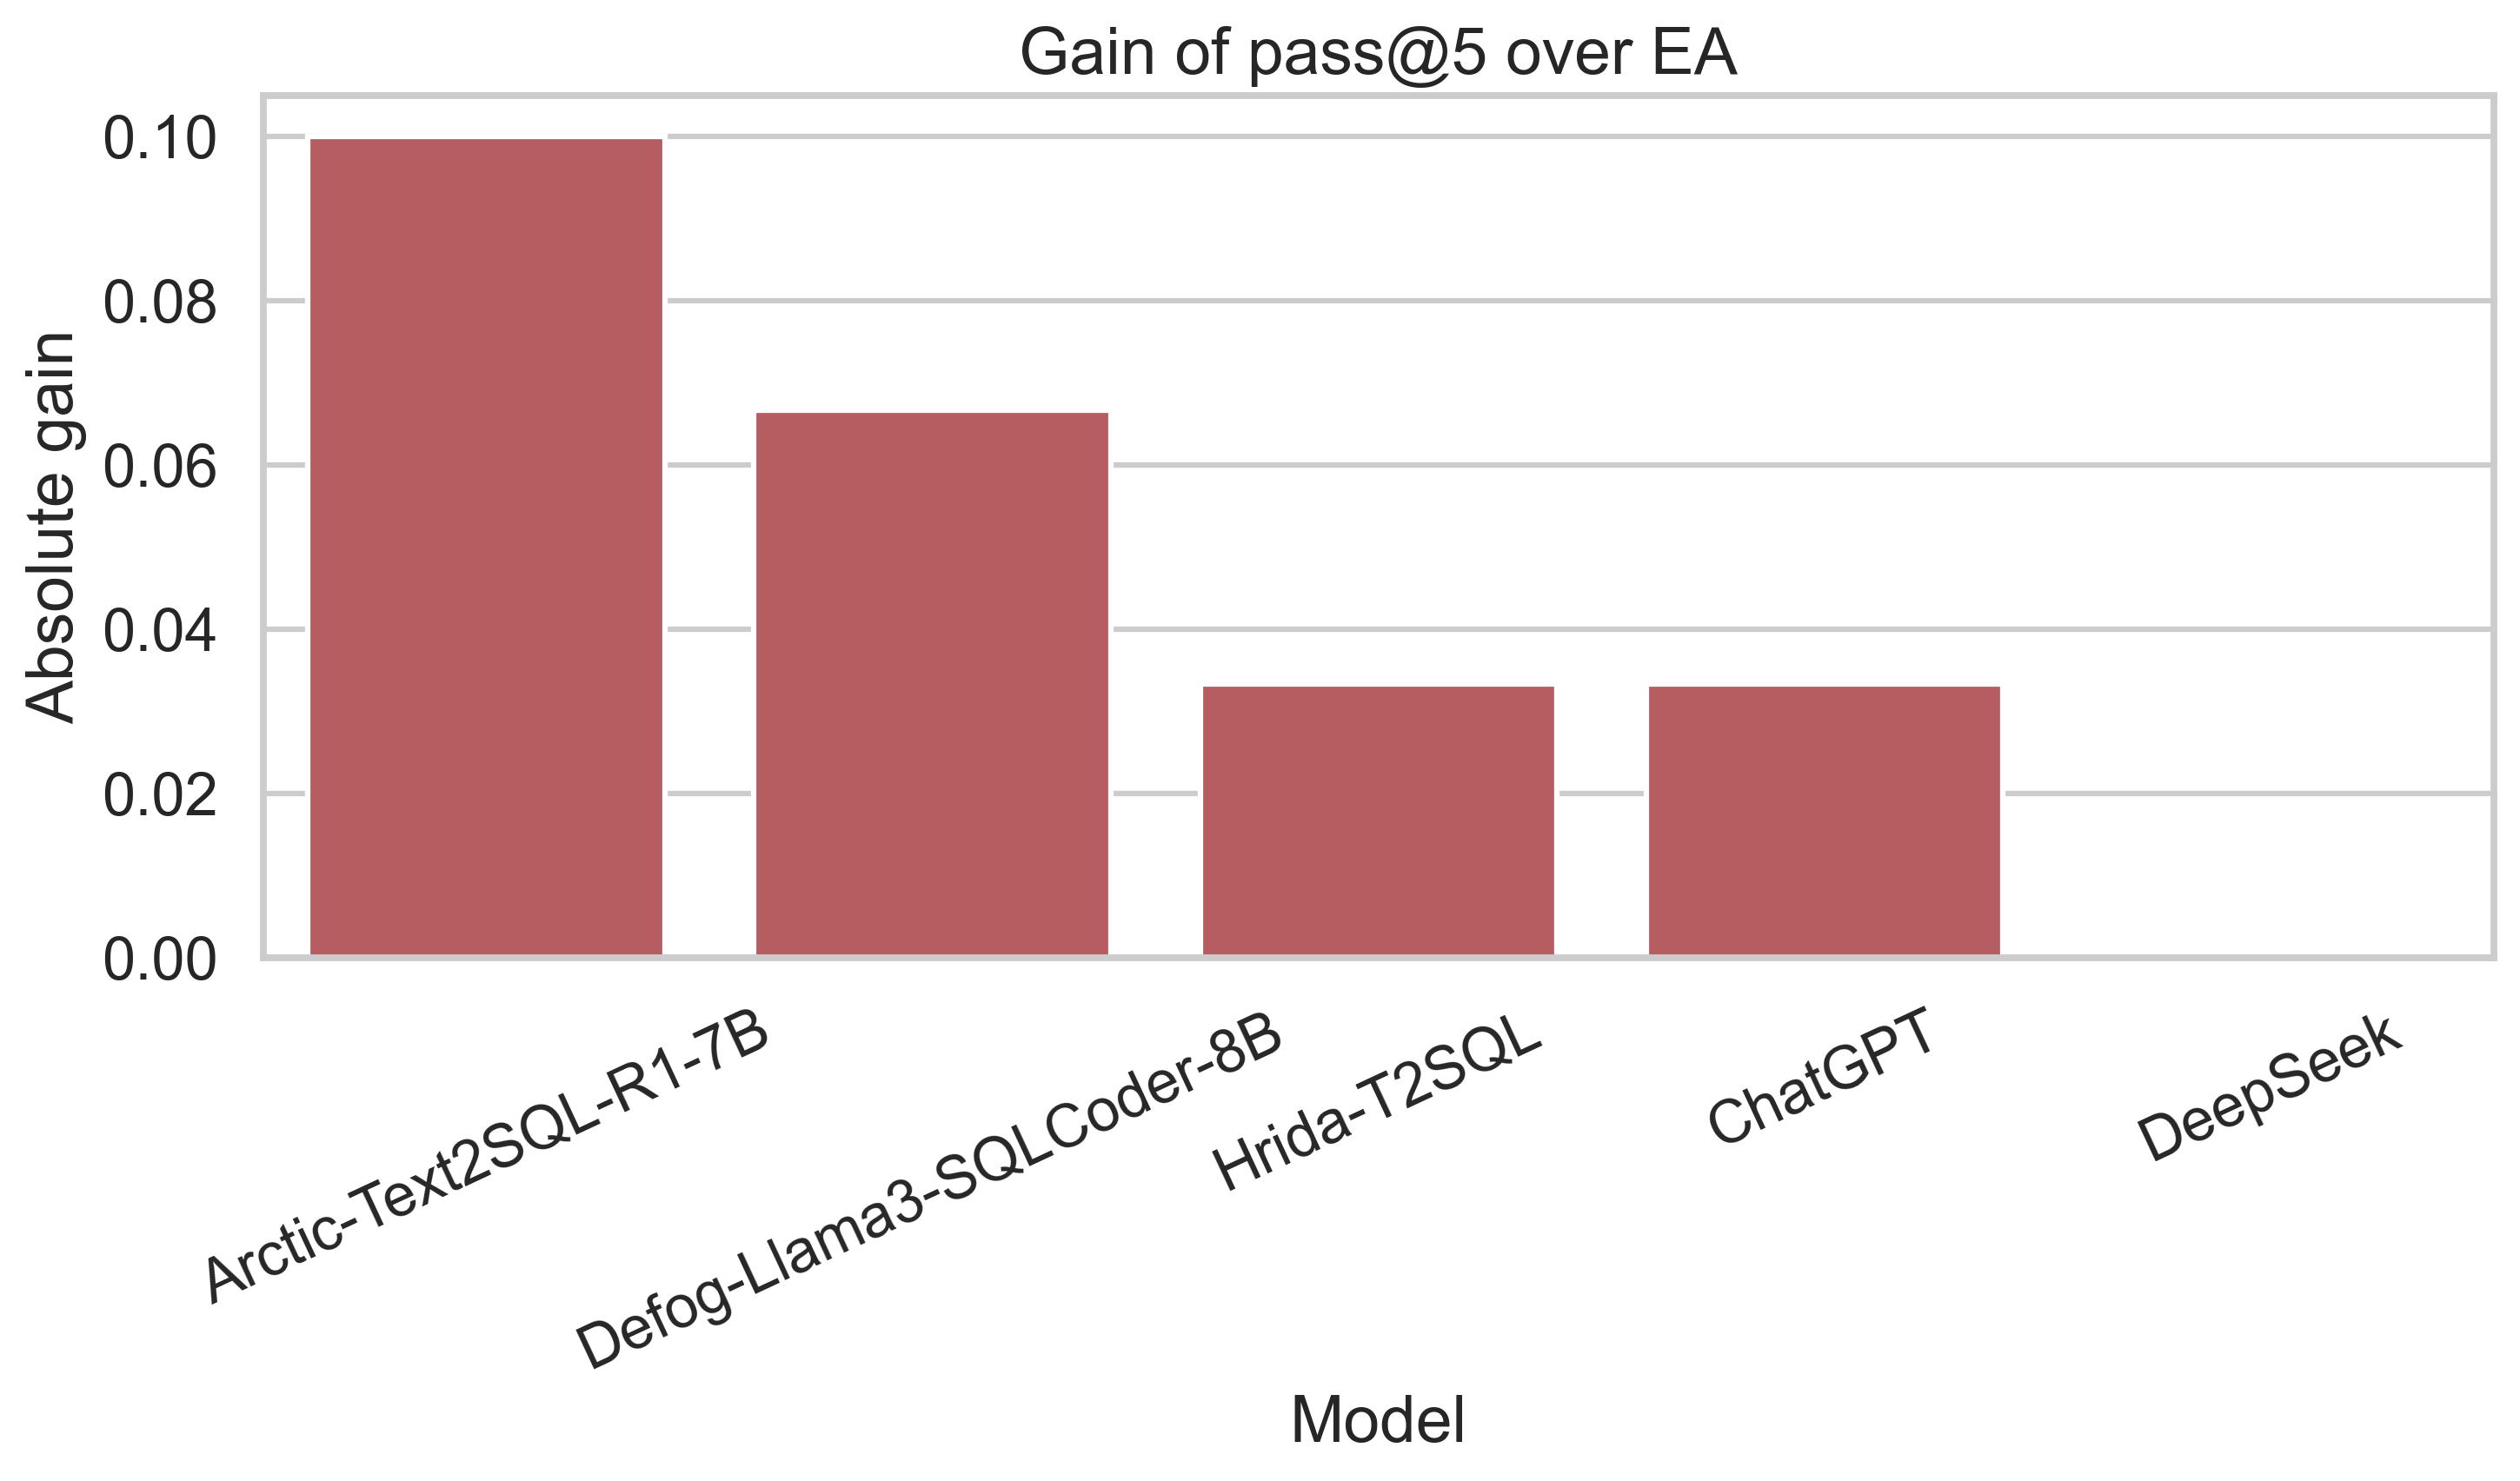 Gain of pass@5 over EA
0.10
0.08
0.06
0.04
0.02
0.00
Absolute gain
Arctic-Text2SQL-R1-7B
Defog-Llama3-SQLCoder-8B
Hrida-T2SQL
ChatGPT
DeepSeek
Model